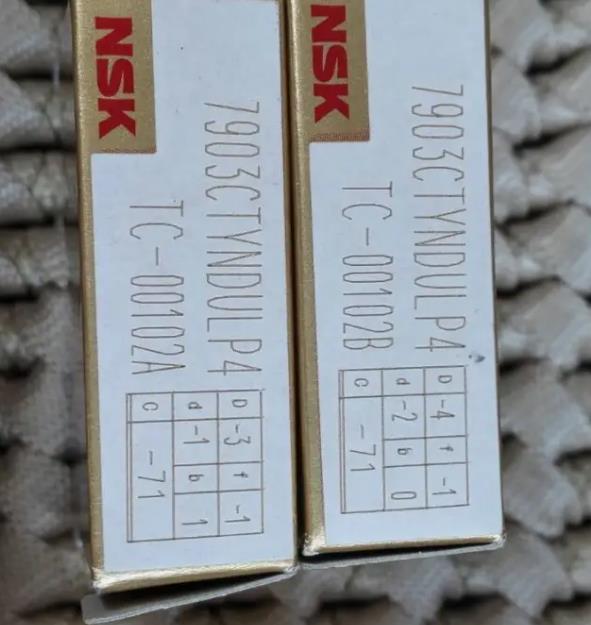 NSK
7903CTYNDULP4
TC-00102A
D -3 f -1
d -1 b 1
c -71
NSK
7903CTYNDULP4
TC-00102B
D -4 f -1
d -2 b 0
c -71